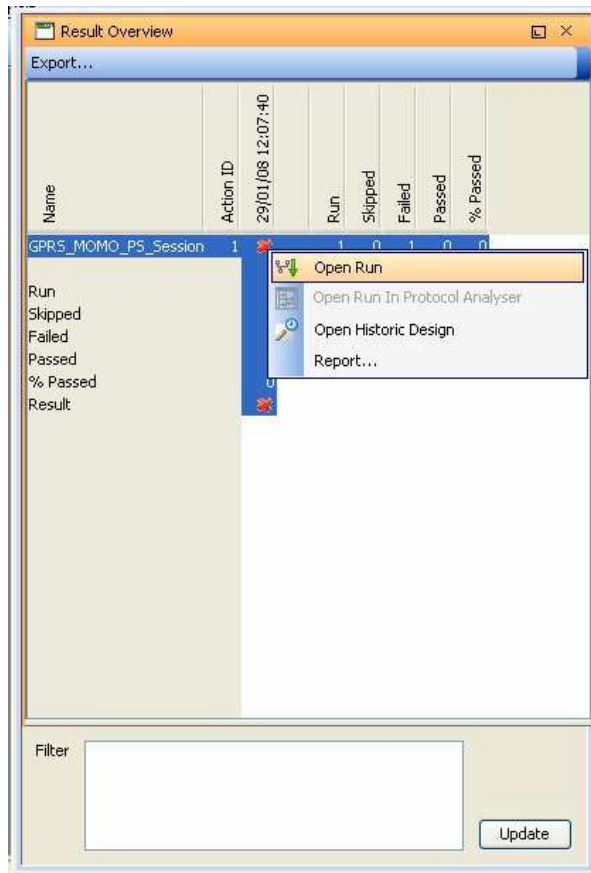 Result Overview
Export...
Name
Action ID
29/01/08 12:07:40
Run
Skipped
Failed
Passed
% Passed
GPRS_MOMO_PS_Session 1 1 0 1 0 0
Open Run
Run
Open Run In Protocol Analyser
Skipped
Failed
Open Historic Design
Passed
Report...
% Passed 0
Result
Filter
Update